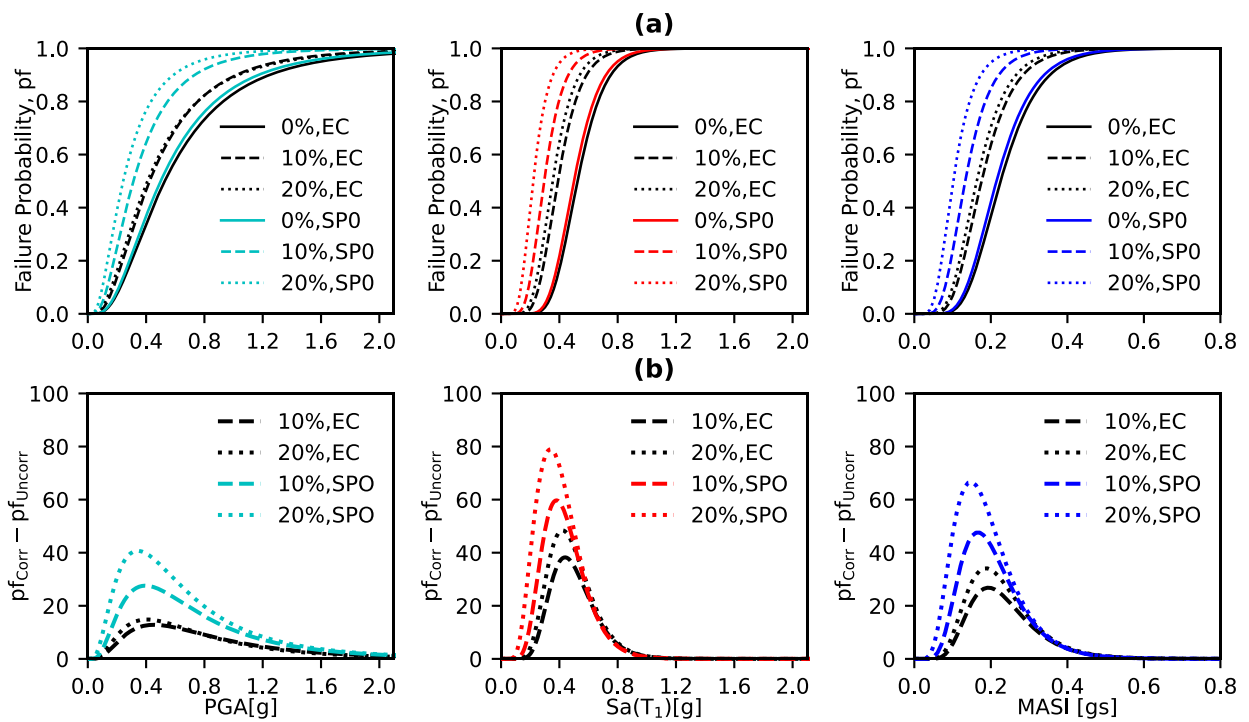 (a)
Failure Probability, pf
1.0
0.8
0.6
0.4
0.2
0.0
0%,EC
10%,EC
20%,EC
0%,SP0
10%,SP0
20%,SP0
0.0 0.4 0.8 1.2 1.6 2.0
Failure Probability, pf
1.0
0.8
0.6
0.4
0.2
0.0
0%,EC
10%,EC
20%,EC
0%,SP0
10%,SP0
20%,SP0
0.0 0.4 0.8 1.2 1.6 2.0
Failure Probability, pf
1.0
0.8
0.6
0.4
0.2
0.0
0%,EC
10%,EC
20%,EC
0%,SP0
10%,SP0
20%,SP0
0.0 0.2 0.4 0.6 0.8
(b)
pfCorr − pfUncorr
100
80
60
40
20
0
10%,EC
20%,EC
10%,SPO
20%,SPO
0.0 0.4 0.8 1.2 1.6 2.0
PGA[g]
pfCorr − pfUncorr
100
80
60
40
20
0
10%,EC
20%,EC
10%,SPO
20%,SPO
0.0 0.4 0.8 1.2 1.6 2.0
Sa(T1)[g]
pfCorr − pfUncorr
100
80
60
40
20
0
10%,EC
20%,EC
10%,SPO
20%,SPO
0.0 0.2 0.4 0.6 0.8
MASI [gs]